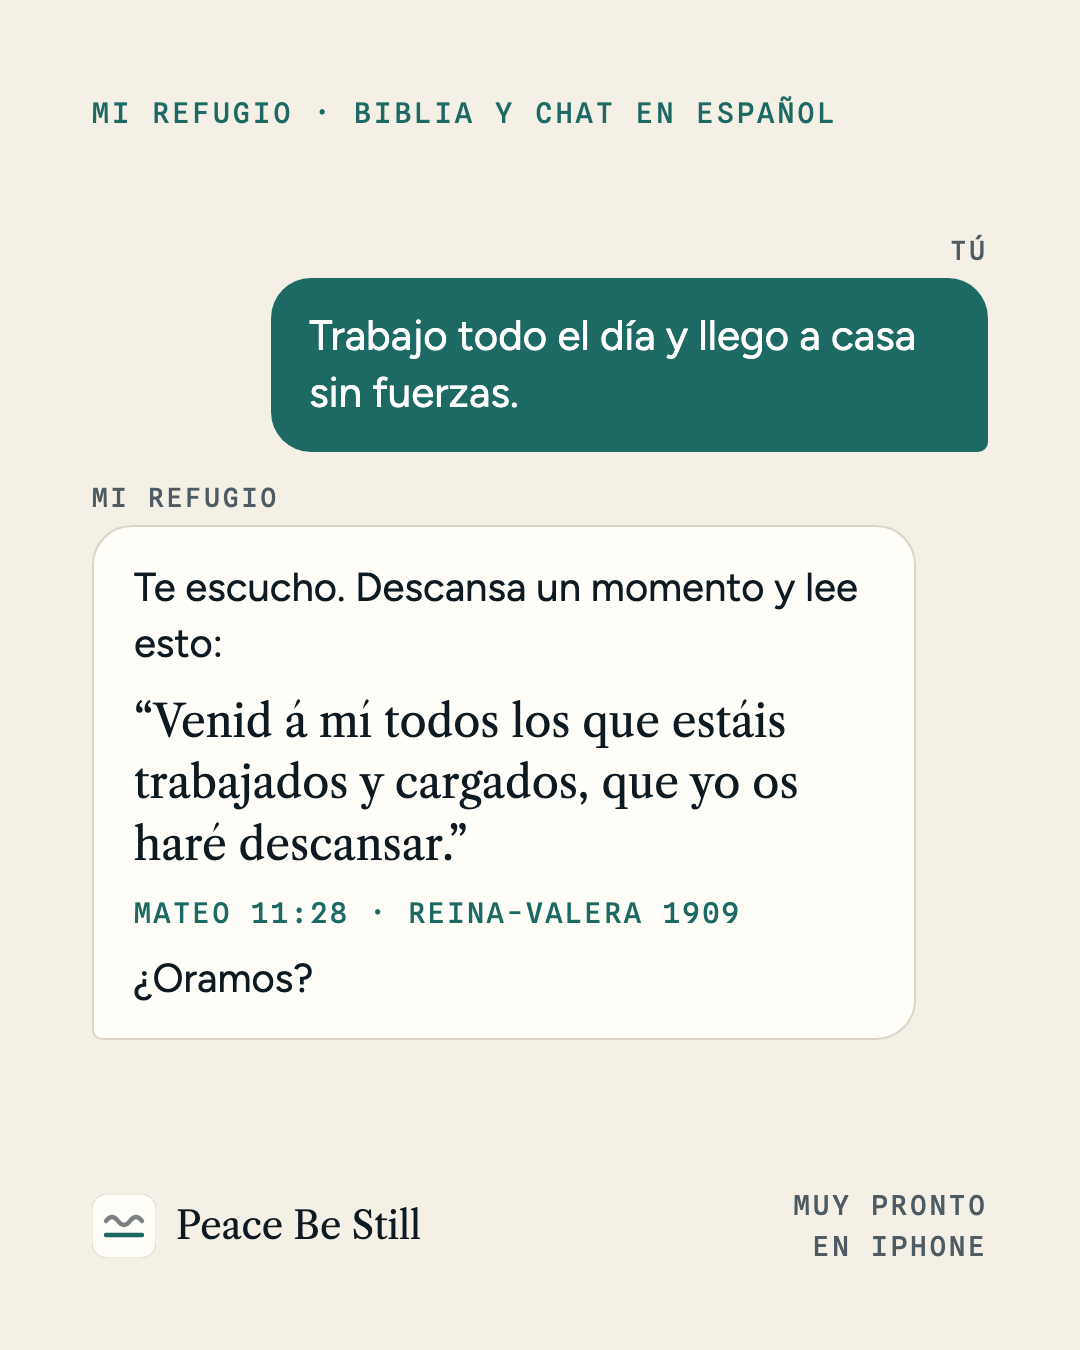 MI REFUGIO · BIBLIA Y CHAT EN ESPAÑOL
TÚ
Trabajo todo el día y llego a casa
sin fuerzas.
MI REFUGIO
Te escucho. Descansa un momento y lee
esto:
“Venid á mí todos los que estáis
trabajados y cargados, que yo os
haré descansar.”
MATEO 11:28 · REINA-VALERA 1909
¿Oramos?
Peace Be Still
MUY PRONTO
EN IPHONE